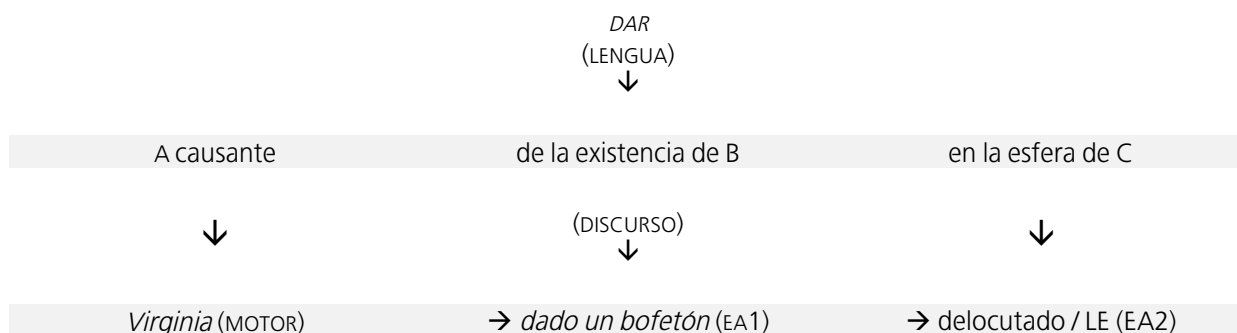 DAR
(LENGUA)
↓
A causante de la existencia de B en la esfera de C
↓ (DISCURSO) ↓
↓
Virginia (MOTOR) → dado un bofetón (EA1) → delocutado / LE (EA2)